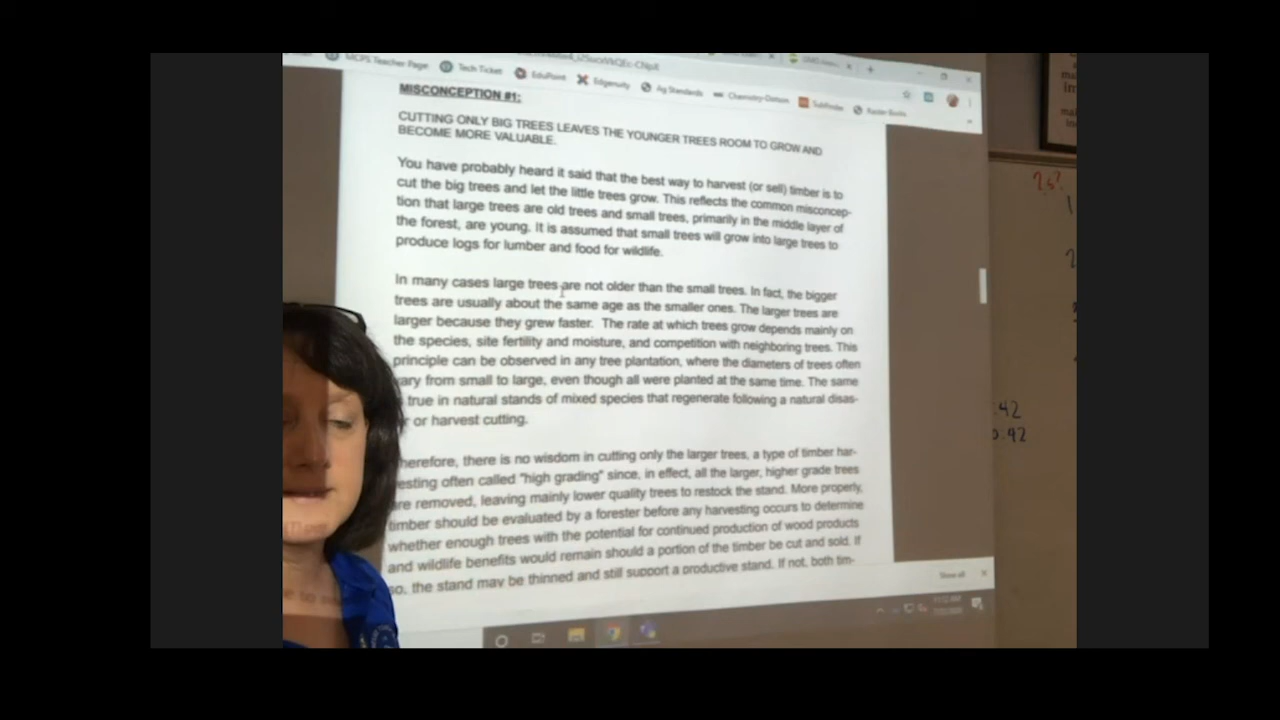 MCPS Teacher Page Tech Ticket EduPoint Edgenuity Ag Standards
MISCONCEPTION #1:
CUTTING ONLY BIG TREES LEAVES THE YOUNGER TREES ROOM TO GROW AND
BECOME MORE VALUABLE.
You have probably heard it said that the best way to harvest (or sell) timber is to
cut the big trees and let the little trees grow. This reflects the common misconcep-
tion that large trees are old trees and small trees, primarily in the middle layer of
the forest, are young. It is assumed that small trees will grow into large trees to
produce logs for lumber and food for wildlife.
In many cases large trees are not older than the small trees. In fact, the bigger
trees are usually about the same age as the smaller ones. The larger trees are
larger because they grew faster. The rate at which trees grow depends mainly on
the species, site fertility and moisture, and competition with neighboring trees. This
principle can be observed in any tree plantation, where the diameters of trees often
ary from small to large, even though all were planted at the same time. The same
true in natural stands of mixed species that regenerate following a natural disas-
r or harvest cutting.
herefore, there is no wisdom in cutting only the larger trees, a type of timber har-
esting often called "high grading" since, in effect, all the larger, higher grade trees
re removed, leaving mainly lower quality trees to restock the stand. More properly,
timber should be evaluated by a forester before any harvesting occurs to determine
whether enough trees with the potential for continued production of wood products
and wildlife benefits would remain should a portion of the timber be cut and sold. If
so, the stand may be thinned and still support a productive stand. If not, both tim-
Show all
:42
:42